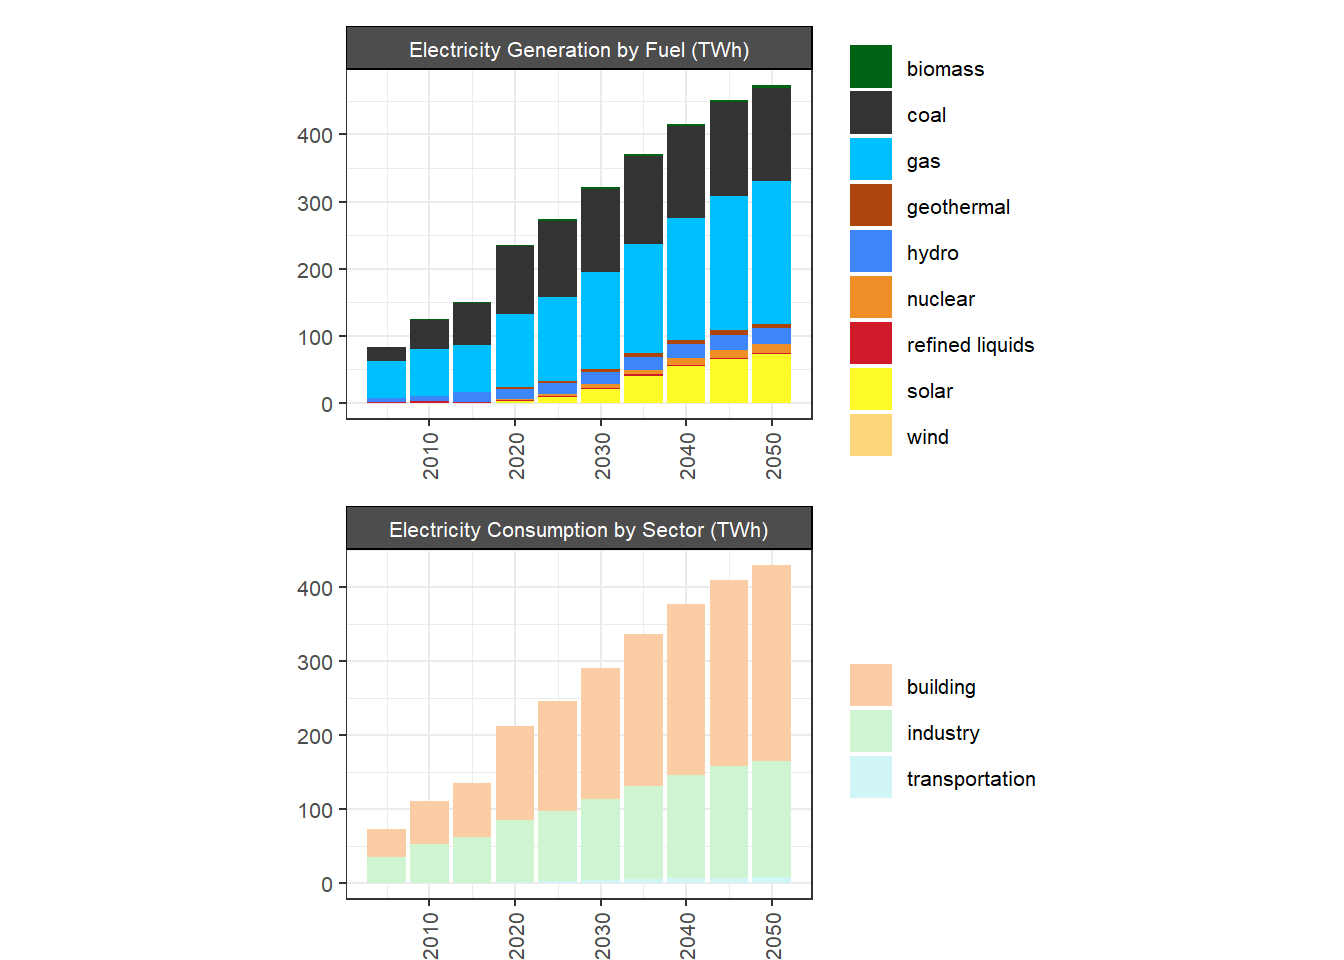 Electricity Generation by Fuel (TWh)
400
300
200
100
0
2010
2020
2030
2040
2050
biomass
coal
gas
geothermal
hydro
nuclear
refined liquids
solar
wind
Electricity Consumption by Sector (TWh)
400
300
200
100
0
2010
2020
2030
2040
2050
building
industry
transportation